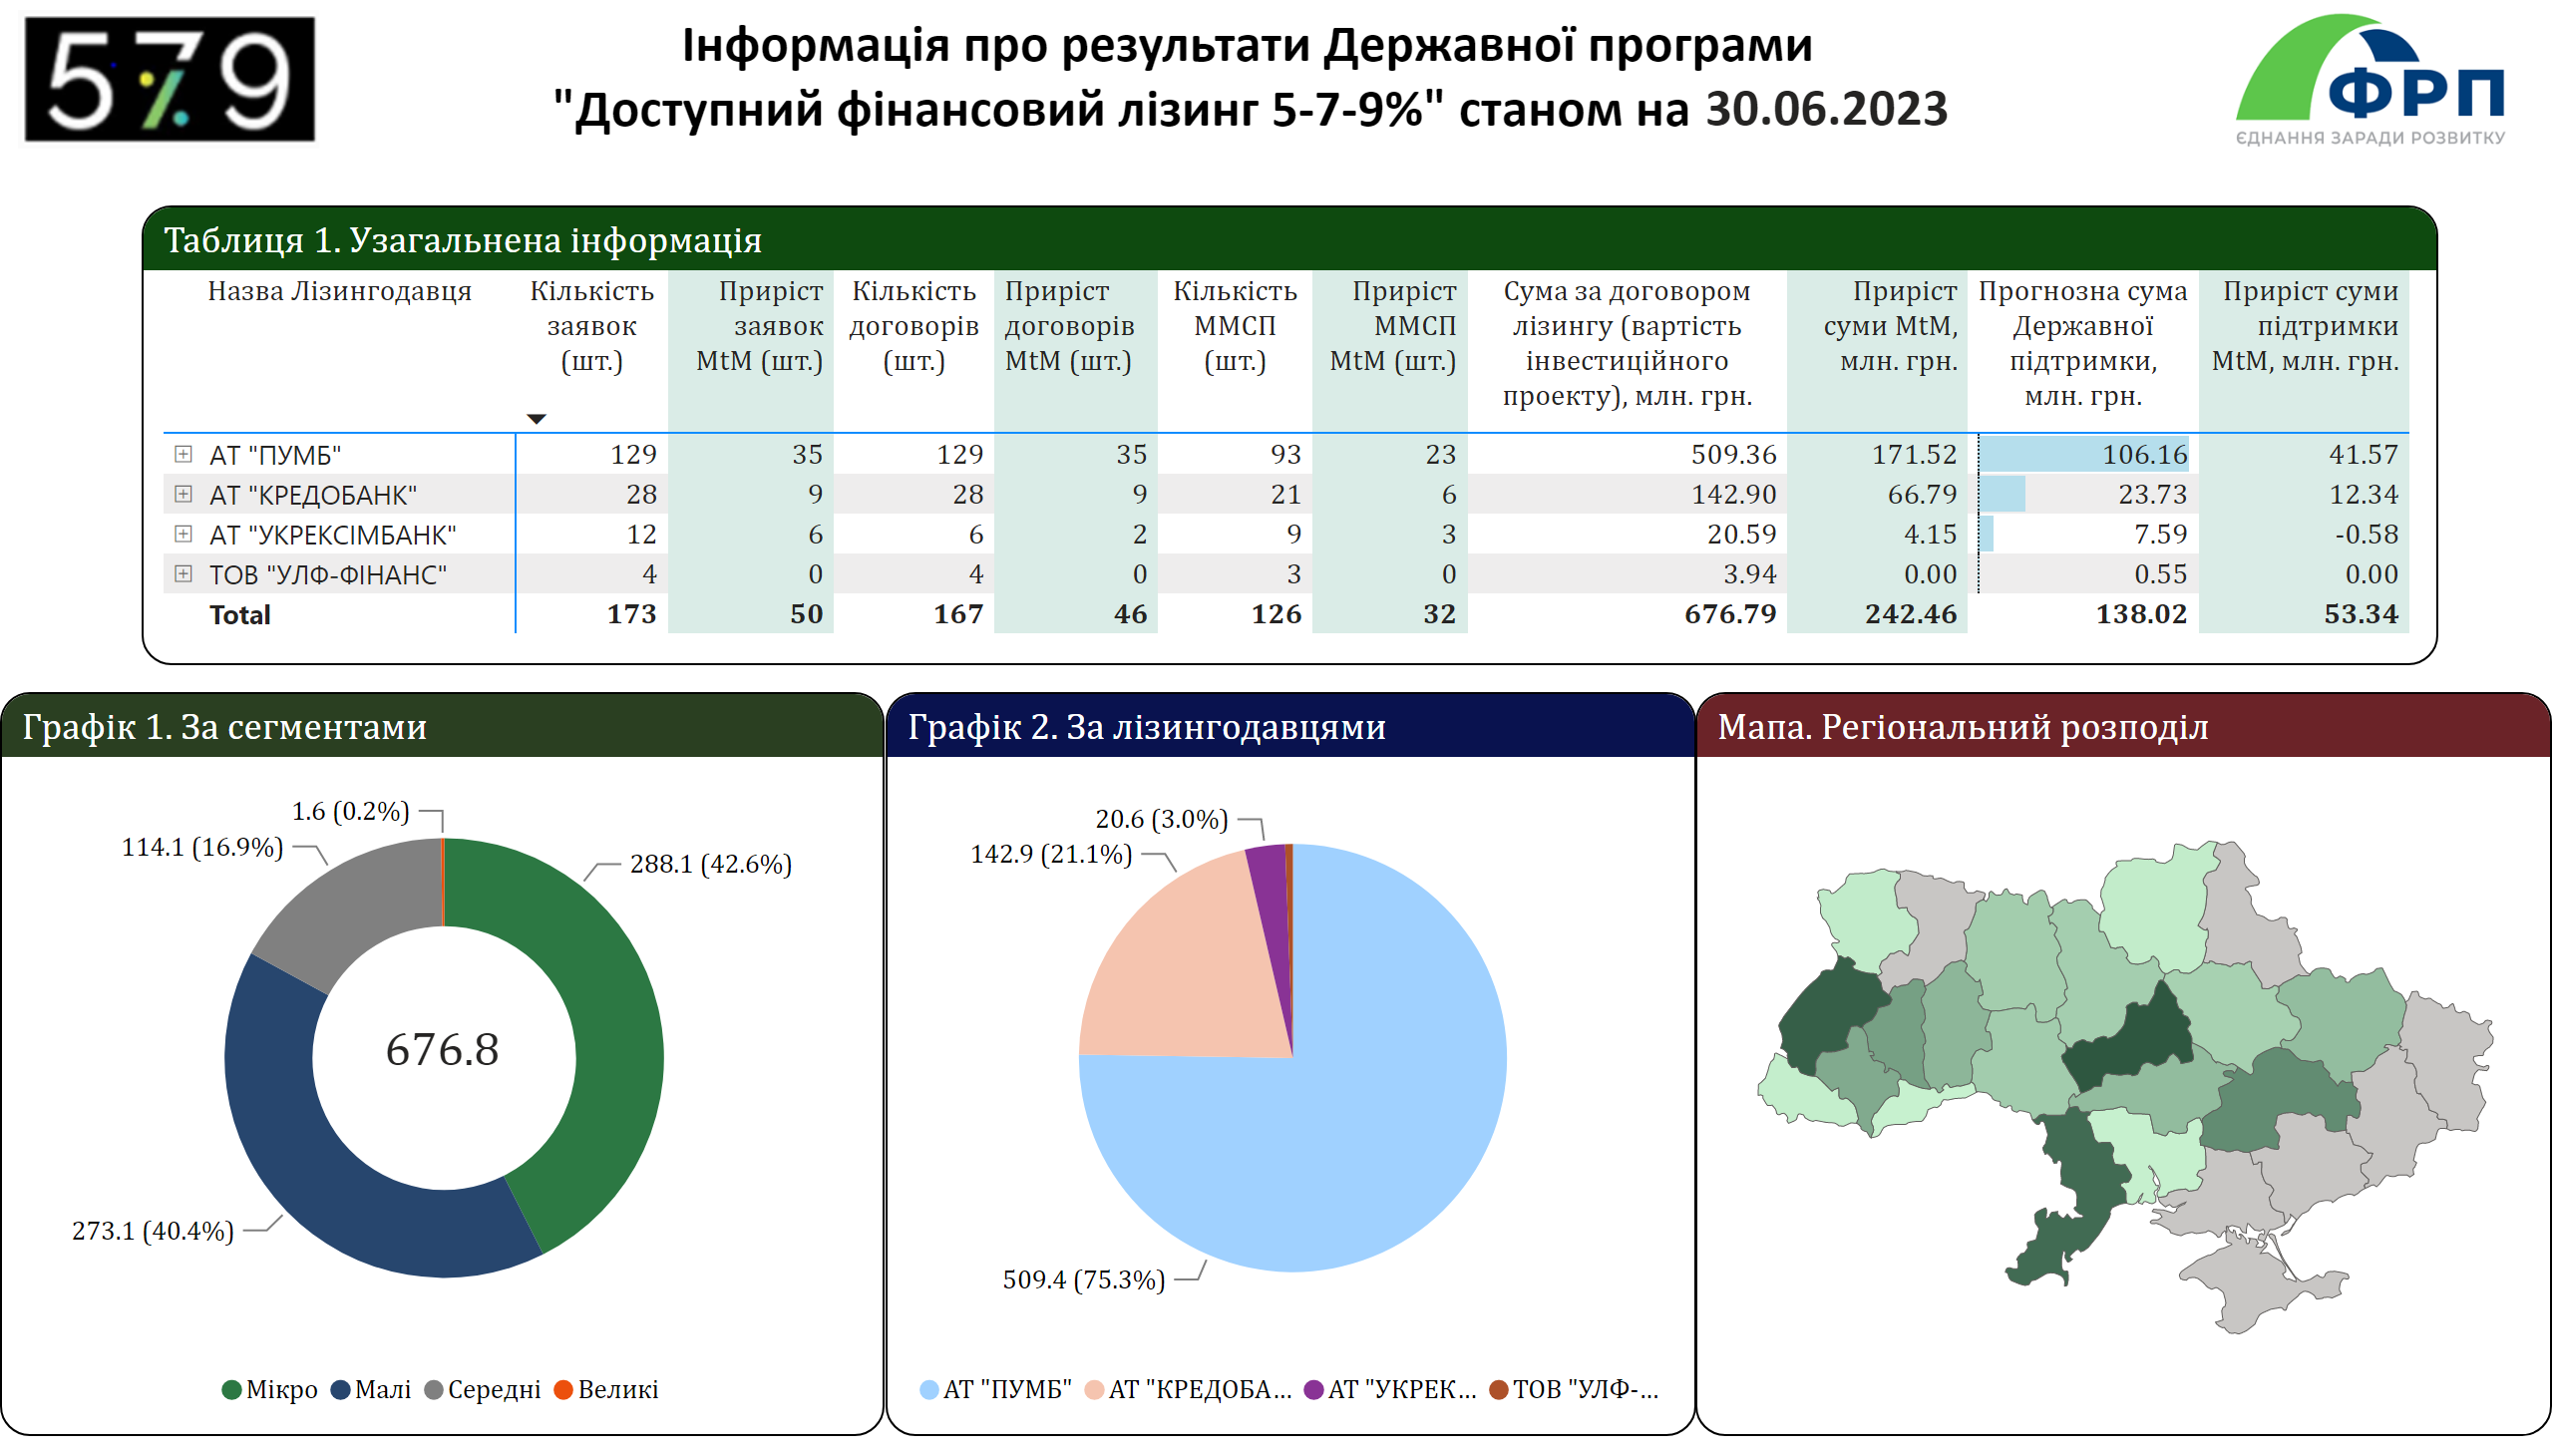 579
Інформація про результати Державної програми
"Доступний фінансовий лізинг 5-7-9%" станом на 30.06.2023
ФРП
ЄДНАННЯ ЗАРАДИ РОЗВИТКУ
Таблиця 1. Узагальнена інформація
Назва Лізингодавця Кількість Приріст Кількість Приріст Кількість Приріст Сума за договором Приріст Прогнозна сума Приріст суми
заявок заявок договорів договорів ММСП ММСП лізингу (вартість суми MtM, Державної підтримки
(шт.) MtM (шт.) (шт.) MtM (шт.) (шт.) MtM (шт.) інвестиційного млн. грн. підтримки, MtM, млн. грн.
проекту), млн. грн. млн. грн.
АТ "ПУМБ" 129 35 129 35 93 23 509.36 171.52 106.16 41.57
АТ "КРЕДОБАНК" 28 9 28 9 21 6 142.90 66.79 23.73 12.34
АТ "УКРЕКСІМБАНК" 12 6 6 2 9 3 20.59 4.15 7.59 -0.58
ТОВ "УЛФ-ФІНАНС" 4 0 4 0 3 0 3.94 0.00 0.55 0.00
Total 173 50 167 46 126 32 676.79 242.46 138.02 53.34
Графік 1. За сегментами
1.6 (0.2%)
114.1 (16.9%)
288.1 (42.6%)
676.8
273.1 (40.4%)
Мікро Малі Середні Великі
Графік 2. За лізингодавцями
20.6 (3.0%)
142.9 (21.1%)
509.4 (75.3%)
АТ "ПУМБ" АТ "КРЕДОБА... АТ "УКРЕК... ТОВ "УЛФ-...
Мапа. Регіональний розподіл